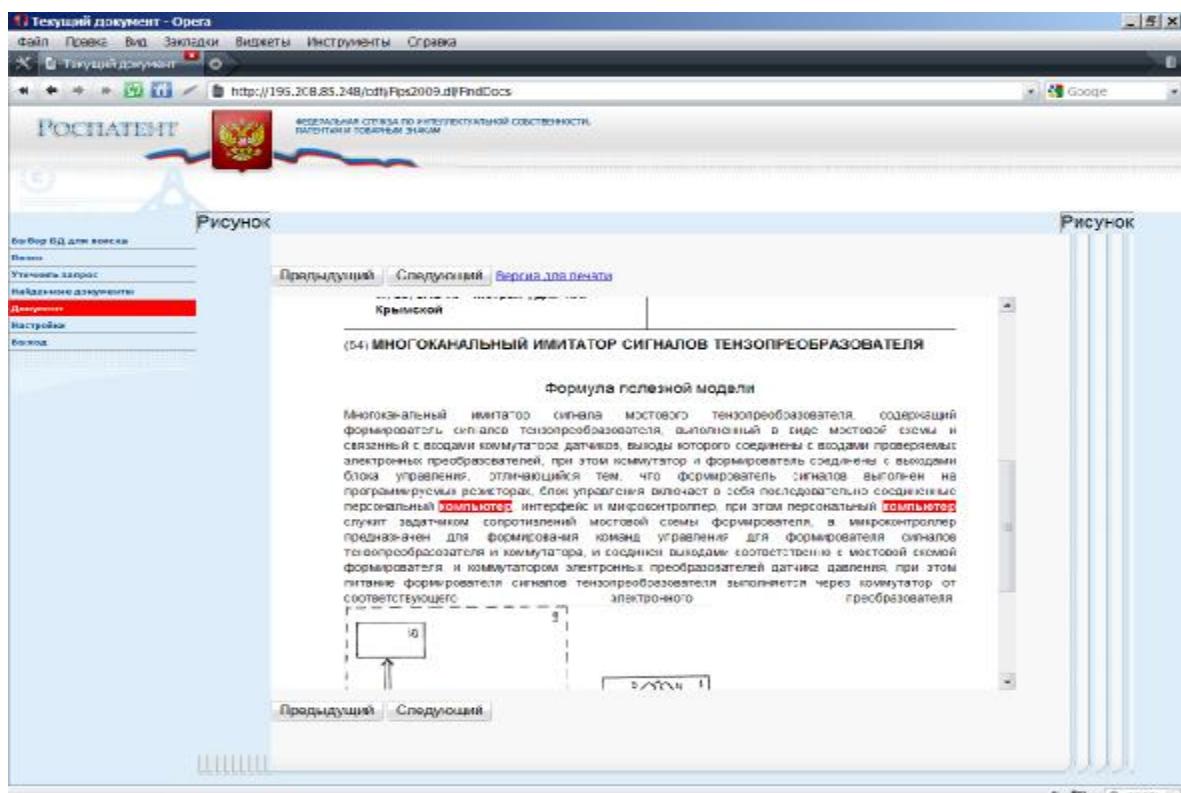 Текущий документ - Opera
Файл Правка Вид Закладки Виджеты Инструменты Справка
Текущий документ
http://195.208.85.248/cdfi/Fips2009.dll/FindDocs
Google
РОСПАТЕНТ
ФЕДЕРАЛЬНАЯ СЛУЖБА ПО ИНТЕЛЛЕКТУАЛЬНОЙ СОБСТВЕННОСТИ,
ПАТЕНТАМ И ТОВАРНЫМ ЗНАКАМ
Рисунок
Рисунок
Выбор БД для поиска
Поиск
Уточнить запрос
Найденные документы
Документ
Настройки
Выход
Предыдущий Следующий Версия для печати
Крымской
(54) МНОГОКАНАЛЬНЫЙ ИМИТАТОР СИГНАЛОВ ТЕНЗОПРЕОБРАЗОВАТЕЛЯ
Формула полезной модели
Многоканальный имитатор сигнала мостового тензопреобразователя, содержащий
формирователь сигналов тензопреобразователя, выполненный в виде мостовой схемы и
связанный с входами коммутатора датчиков, выходы которого соединены с входами проверяемых
электронных преобразователей, при этом коммутатор и формирователь соединены с выходами
блока управления, отличающийся тем, что формирователь сигналов выполнен на
программируемых резисторах, блок управления включает в себя последовательно соединенные
персональный компьютер, интерфейс и микроконтроллер, при этом персональный компьютер
служит задатчиком сопротивлений мостовой схемы формирователя, а микроконтроллер
предназначен для формирования команд управления для формирователя сигналов
тензопреобразователя и коммутатора, и соединен выходами соответственно с мостовой схемой
формирователя и коммутатором электронных преобразователей датчика давления, при этом
питание формирователя сигналов тензопреобразователя выполняется через коммутатор от
соответствующего электронного преобразователя
9
10
Предыдущий Следующий